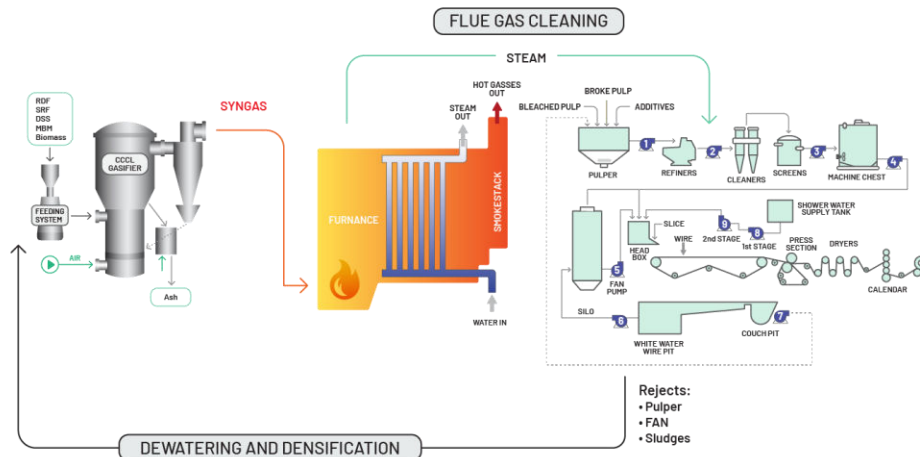 FLUE GAS CLEANING
STEAM
RDF
SRF
DSS
MBM
Biomass
SYNGAS
CCCL
GASIFIER
FEEDING
SYSTEM
AIR
Ash
HOT GASSES
OUT
STEAM
OUT
FURNANCE
SMOKESTACK
WATER IN
BROKE PULP
BLEACHED PULP
ADDITIVES
PULPER
1
REFINERS
2
CLEANERS
SCREENS
3
MACHINE CHEST
4
SHOWER WATER
SUPPLY TANK
SLICE
HEAD
BOX
9
2nd STAGE
8
1st STAGE
WIRE
PRESS
SECTION
DRYERS
CALENDAR
5
FAN
PUMP
SILO
6
WHITE WATER
WIRE PIT
COUCH PIT
7
Rejects:
• Pulper
• FAN
• Sludges
DEWATERING AND DENSIFICATION